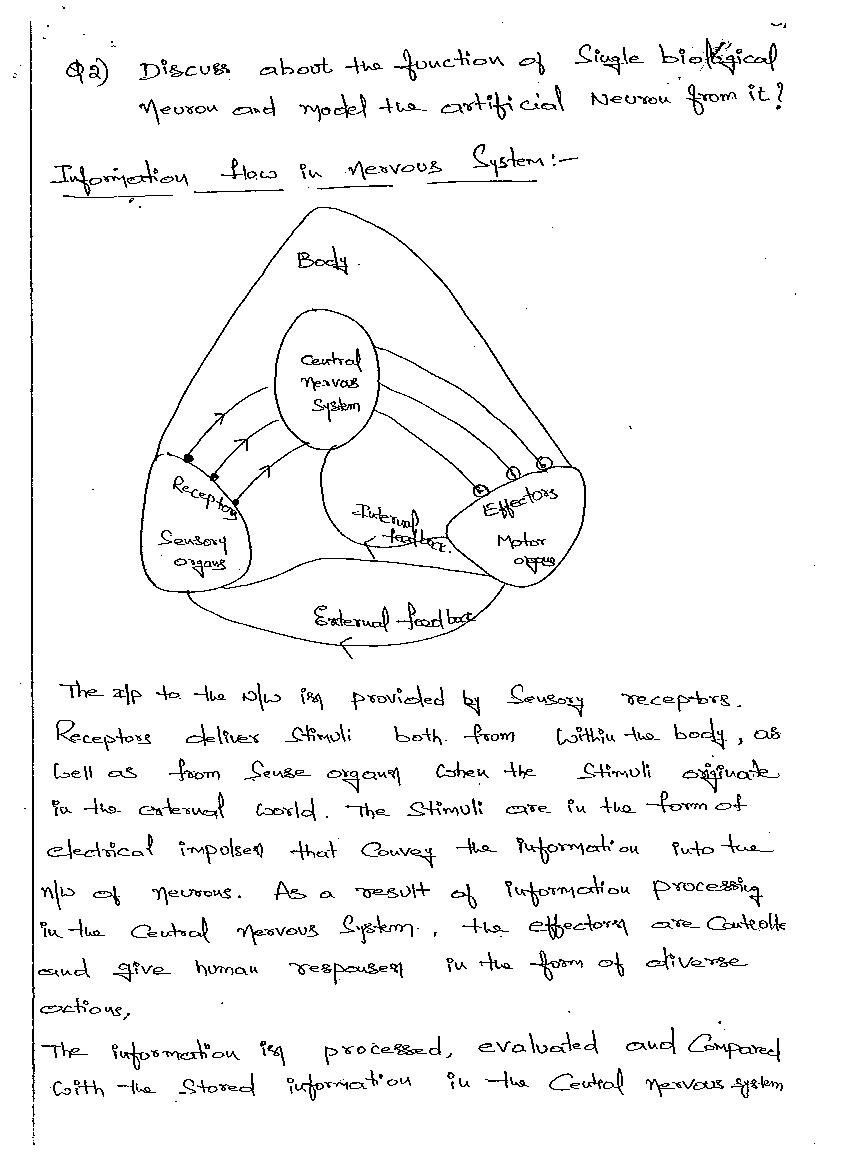 Q2) Discuss about the function of Single biological
Neuron and model the artificial Neuron from it?
Information flow in nervous System:-
Body
Central
nervas
System
Receptors
Sensory
organs
Effectors
Motor
organs
Internal
feedback
External feedback
The I/p to the N/w is provided by Sensory receptors.
Receptors deliver Stimuli both from within the body, as
well as from Sense organs when the Stimuli originate
in the external world. The Stimuli are in the form of
electrical impulses that convey the information into the
n/w of neurons. As a result of information processing
in the Central nervous System, the effectors are Controlle
and give human responses in the form of diverse
actions,
The information is processed, evaluated and Compared
with the Stored information in the Central nervous system